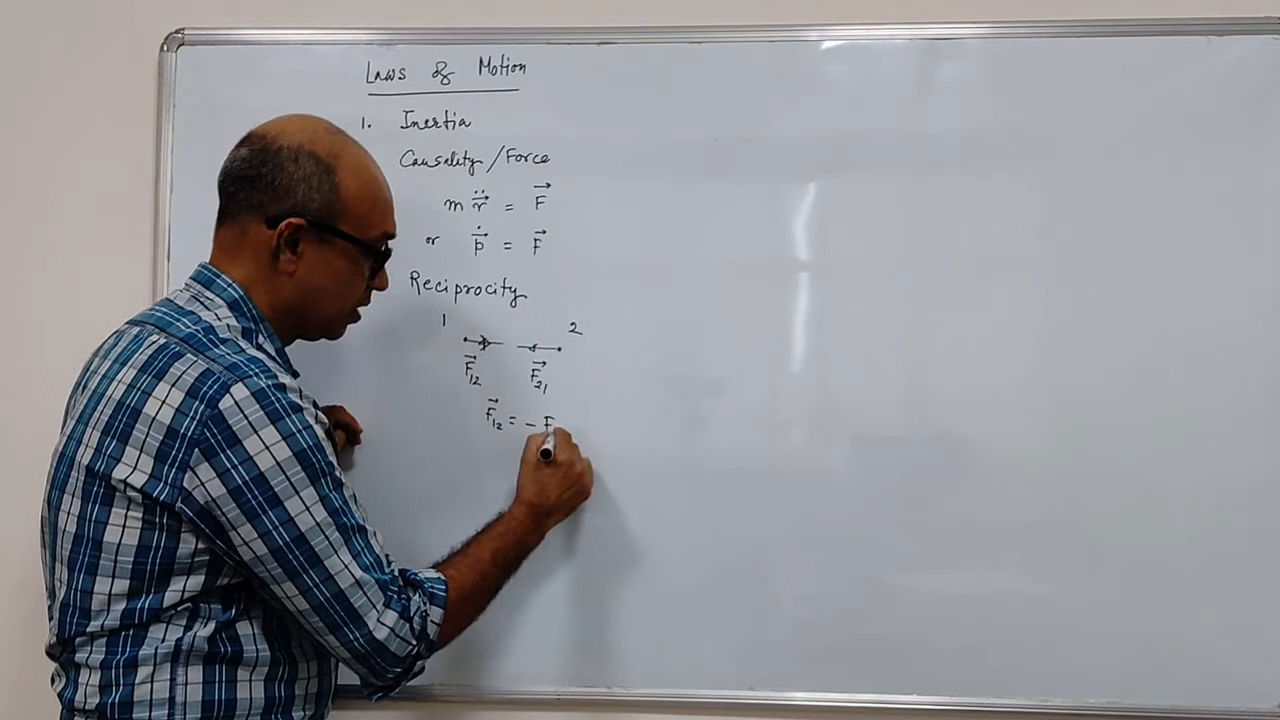 Laws of Motion
1. Inertia
Causality / Force
m r̈⃗ = F⃗
or ṗ⃗ = F⃗
Reciprocity
1 2
F⃗₁₂ F⃗₂₁
F⃗₁₂ = - F